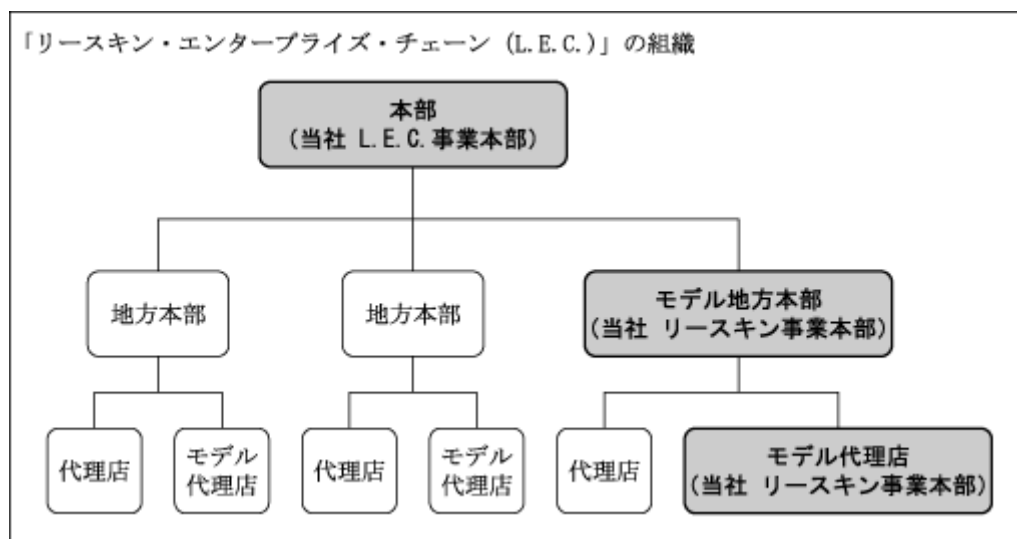 「リースキン・エンタープライズ・チェーン (L.E.C.)」の組織
本部
(当社 L.E.C.事業本部)
地方本部
地方本部
モデル地方本部
(当社 リースキン事業本部)
代理店
モデル
代理店
代理店
モデル
代理店
代理店
モデル代理店
(当社 リースキン事業本部)